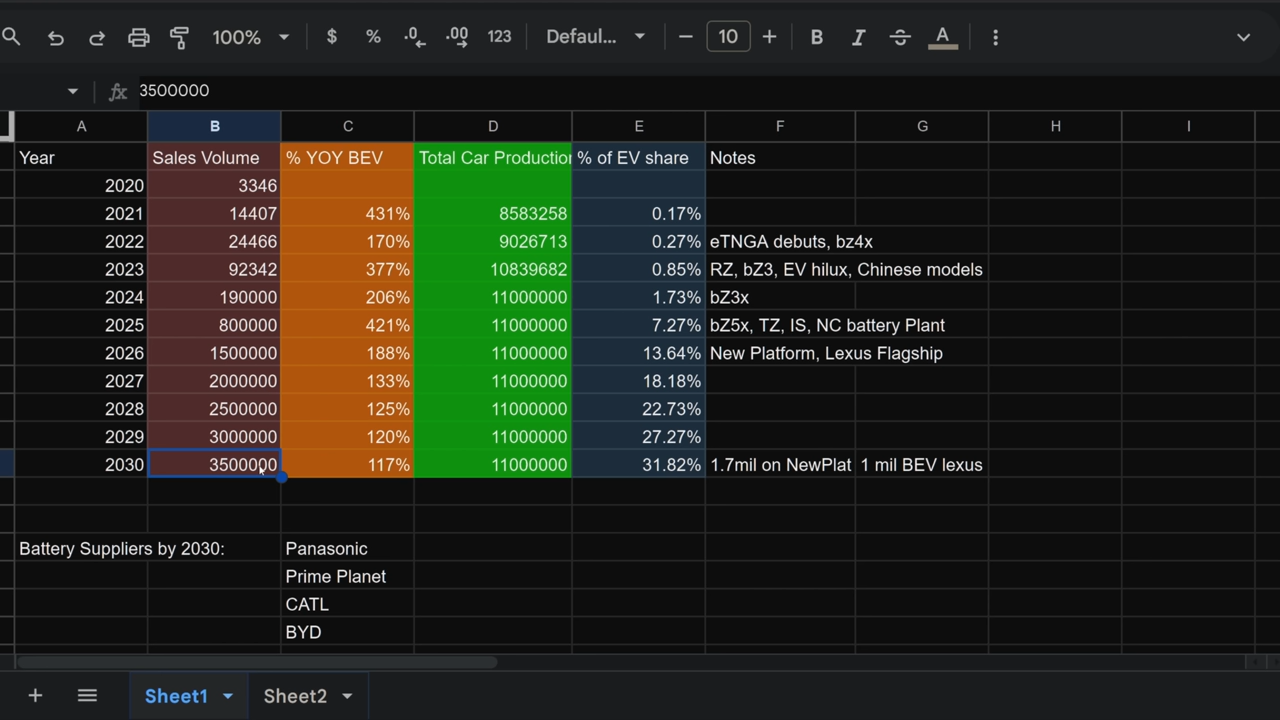 100% $ % .0 .00 123 Defaul... − 10 + B I S A
fx 3500000
A B C D E F G H I
Year Sales Volume % YOY BEV Total Car Production % of EV share Notes
2020 3346
2021 14407 431% 8583258 0.17%
2022 24466 170% 9026713 0.27% eTNGA debuts, bz4x
2023 92342 377% 10839682 0.85% RZ, bZ3, EV hilux, Chinese models
2024 190000 206% 11000000 1.73% bZ3x
2025 800000 421% 11000000 7.27% bZ5x, TZ, IS, NC battery Plant
2026 1500000 188% 11000000 13.64% New Platform, Lexus Flagship
2027 2000000 133% 11000000 18.18%
2028 2500000 125% 11000000 22.73%
2029 3000000 120% 11000000 27.27%
2030 3500000 117% 11000000 31.82% 1.7mil on NewPlat 1 mil BEV lexus
Battery Suppliers by 2030: Panasonic
Prime Planet
CATL
BYD
+ Sheet1 Sheet2